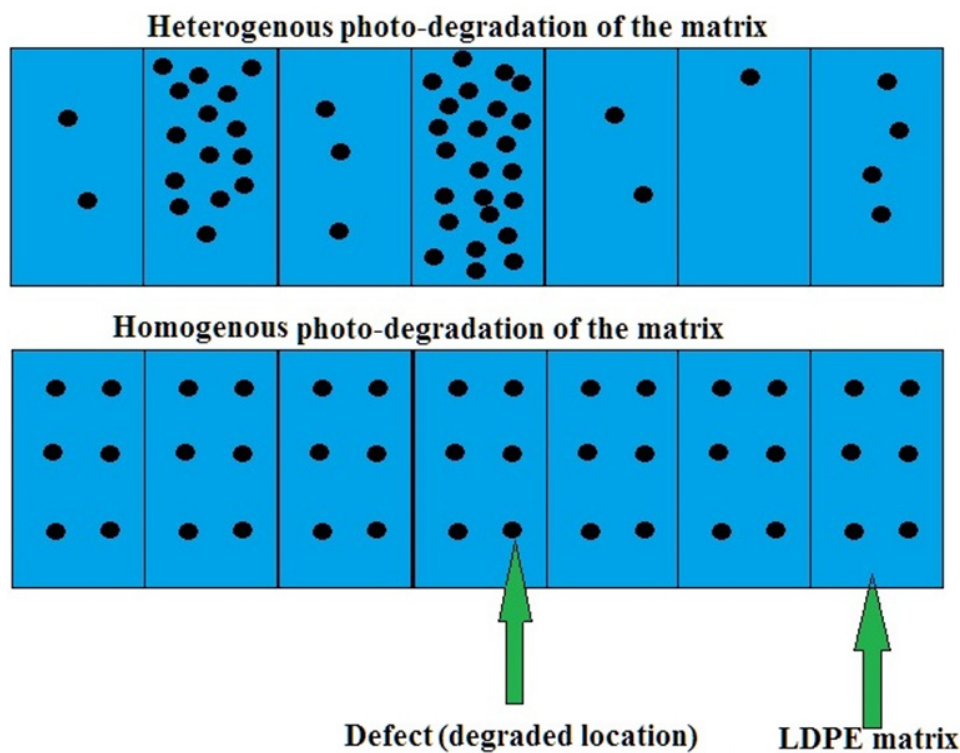 Heterogenous photo-degradation of the matrix
Homogenous photo-degradation of the matrix
Defect (degraded location)
LDPE matrix